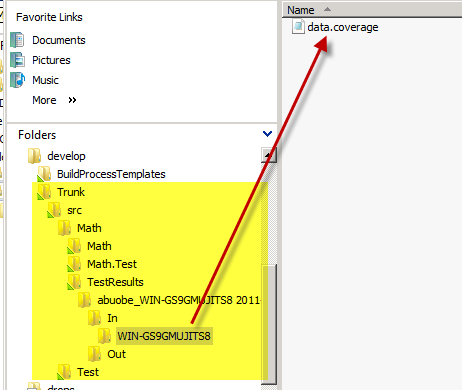 Favorite Links
Documents
Pictures
Music
More »
Folders
develop
BuildProcessTemplates
Trunk
src
Math
Math
Math.Test
TestResults
abuobe_WIN-GS9GMUJITS8 2011-
In
WIN-GS9GMUJITS8
Out
Test
drops
Name
data.coverage